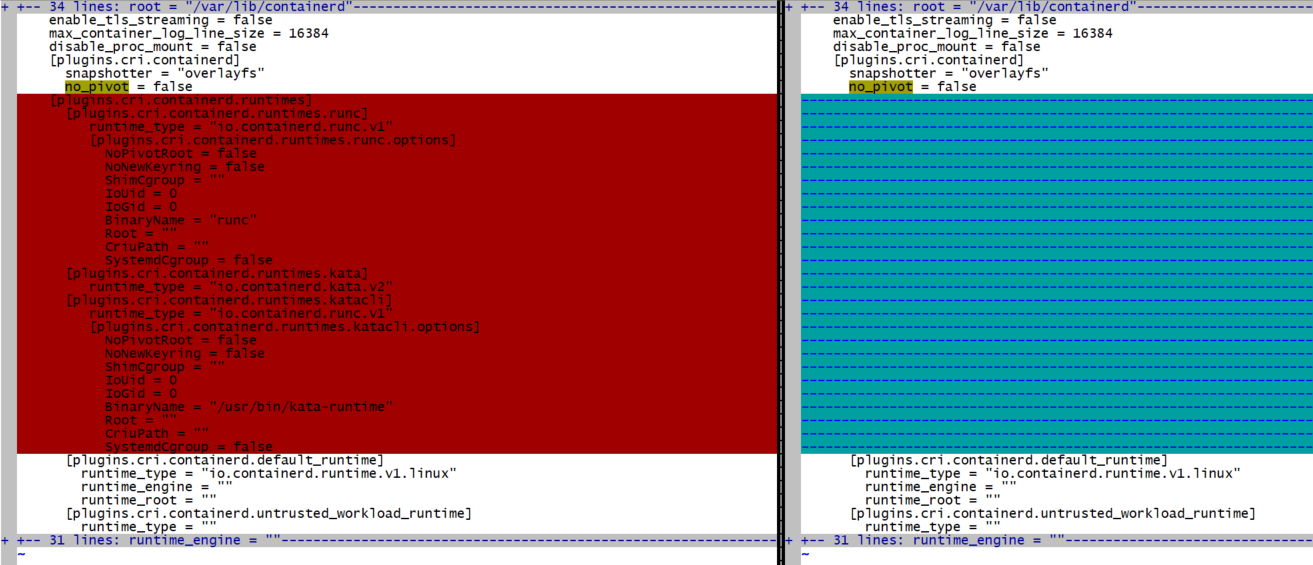 + +-- 34 lines: root = "/var/lib/containerd"
enable_tls_streaming = false
max_container_log_line_size = 16384
disable_proc_mount = false
[plugins.cri.containerd]
snapshotter = "overlayfs"
no_pivot = false
[plugins.cri.containerd.runtimes]
[plugins.cri.containerd.runtimes.runc]
runtime_type = "io.containerd.runc.v1"
[plugins.cri.containerd.runtimes.runc.options]
NoPivotRoot = false
NoNewKeyring = false
ShimCgroup = ""
IoUid = 0
IoGid = 0
BinaryName = "runc"
Root = ""
CriuPath = ""
SystemdCgroup = false
[plugins.cri.containerd.runtimes.kata]
runtime_type = "io.containerd.kata.v2"
[plugins.cri.containerd.runtimes.katacli]
runtime_type = "io.containerd.runc.v1"
[plugins.cri.containerd.runtimes.katacli.options]
NoPivotRoot = false
NoNewKeyring = false
ShimCgroup = ""
IoUid = 0
IoGid = 0
BinaryName = "/usr/bin/kata-runtime"
Root = ""
CriuPath = ""
SystemdCgroup = false
[plugins.cri.containerd.default_runtime]
runtime_type = "io.containerd.runtime.v1.linux"
runtime_engine = ""
runtime_root = ""
[plugins.cri.containerd.untrusted_workload_runtime]
runtime_type = ""
+ +-- 31 lines: runtime_engine = ""
~
+ +-- 34 lines: root = "/var/lib/containerd"
enable_tls_streaming = false
max_container_log_line_size = 16384
disable_proc_mount = false
[plugins.cri.containerd]
snapshotter = "overlayfs"
no_pivot = false
[plugins.cri.containerd.default_runtime]
runtime_type = "io.containerd.runtime.v1.linux"
runtime_engine = ""
runtime_root = ""
[plugins.cri.containerd.untrusted_workload_runtime]
runtime_type = ""
+ +-- 31 lines: runtime_engine = ""
~